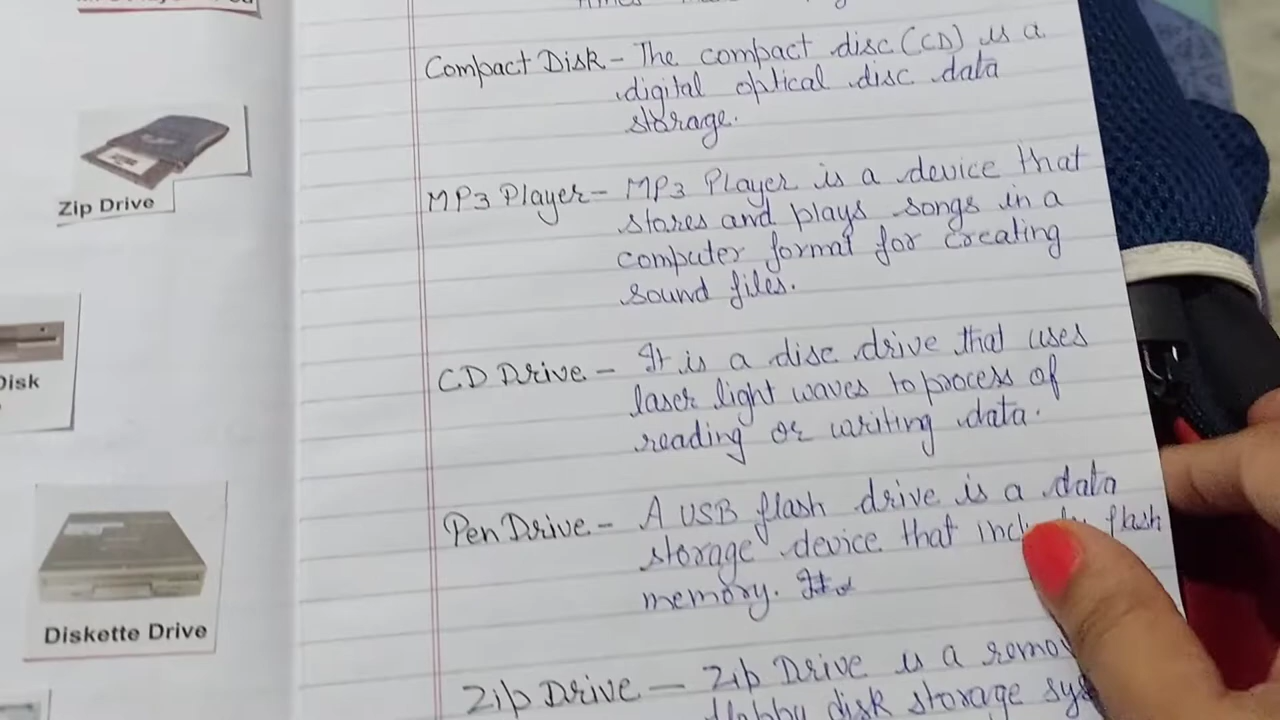 Zip Drive
Disk
Diskette Drive
Compact Disk - The compact disc (CD) is a
digital optical disc data
storage.
MP3 Player - MP3 Player is a device that
stores and plays songs in a
computer format for creating
sound files.
CD Drive - It is a disc drive that uses
laser light waves to process of
reading or writing data.
Pen Drive - A USB flash drive is a data
storage device that flash
memory. It
Zip Drive - Zip Drive is a
disk storage